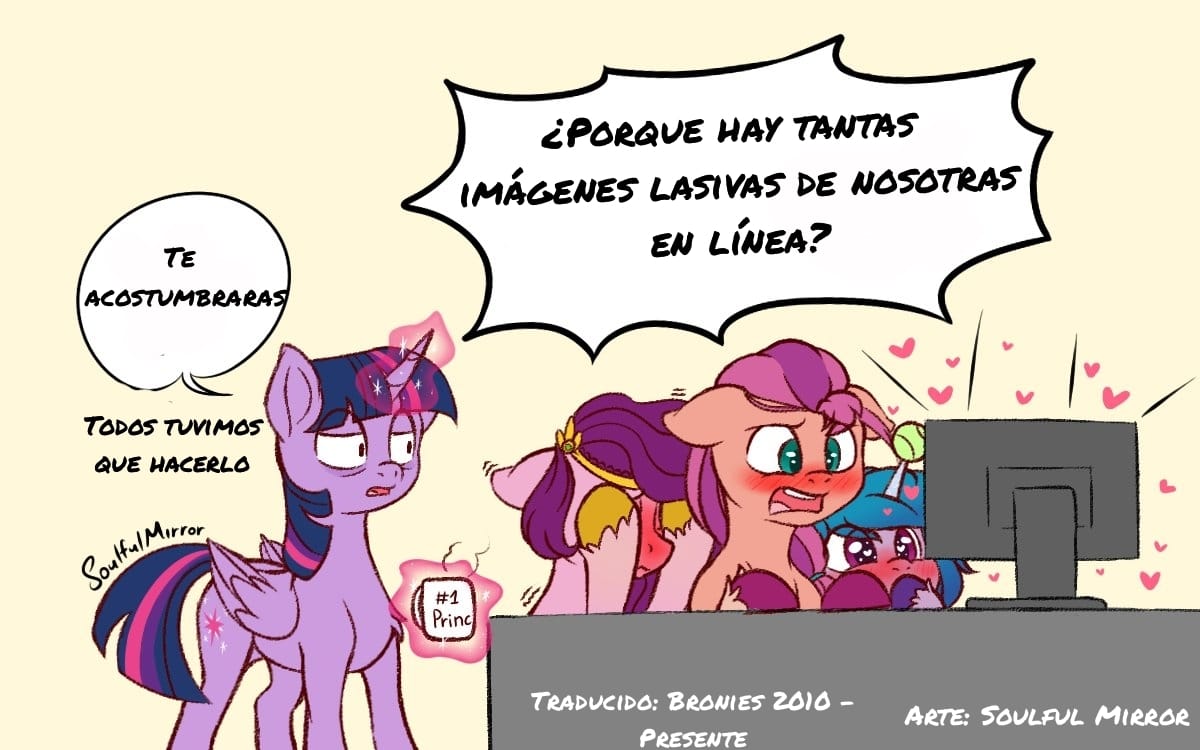 ¿Porque hay tantas
imágenes lasivas de nosotras
en línea?
Te
acostumbraras
Todos tuvimos
que hacerlo
SoulfulMirror
#1
Princ
Traducido: Bronies 2010 -
Presente
Arte: Soulful Mirror